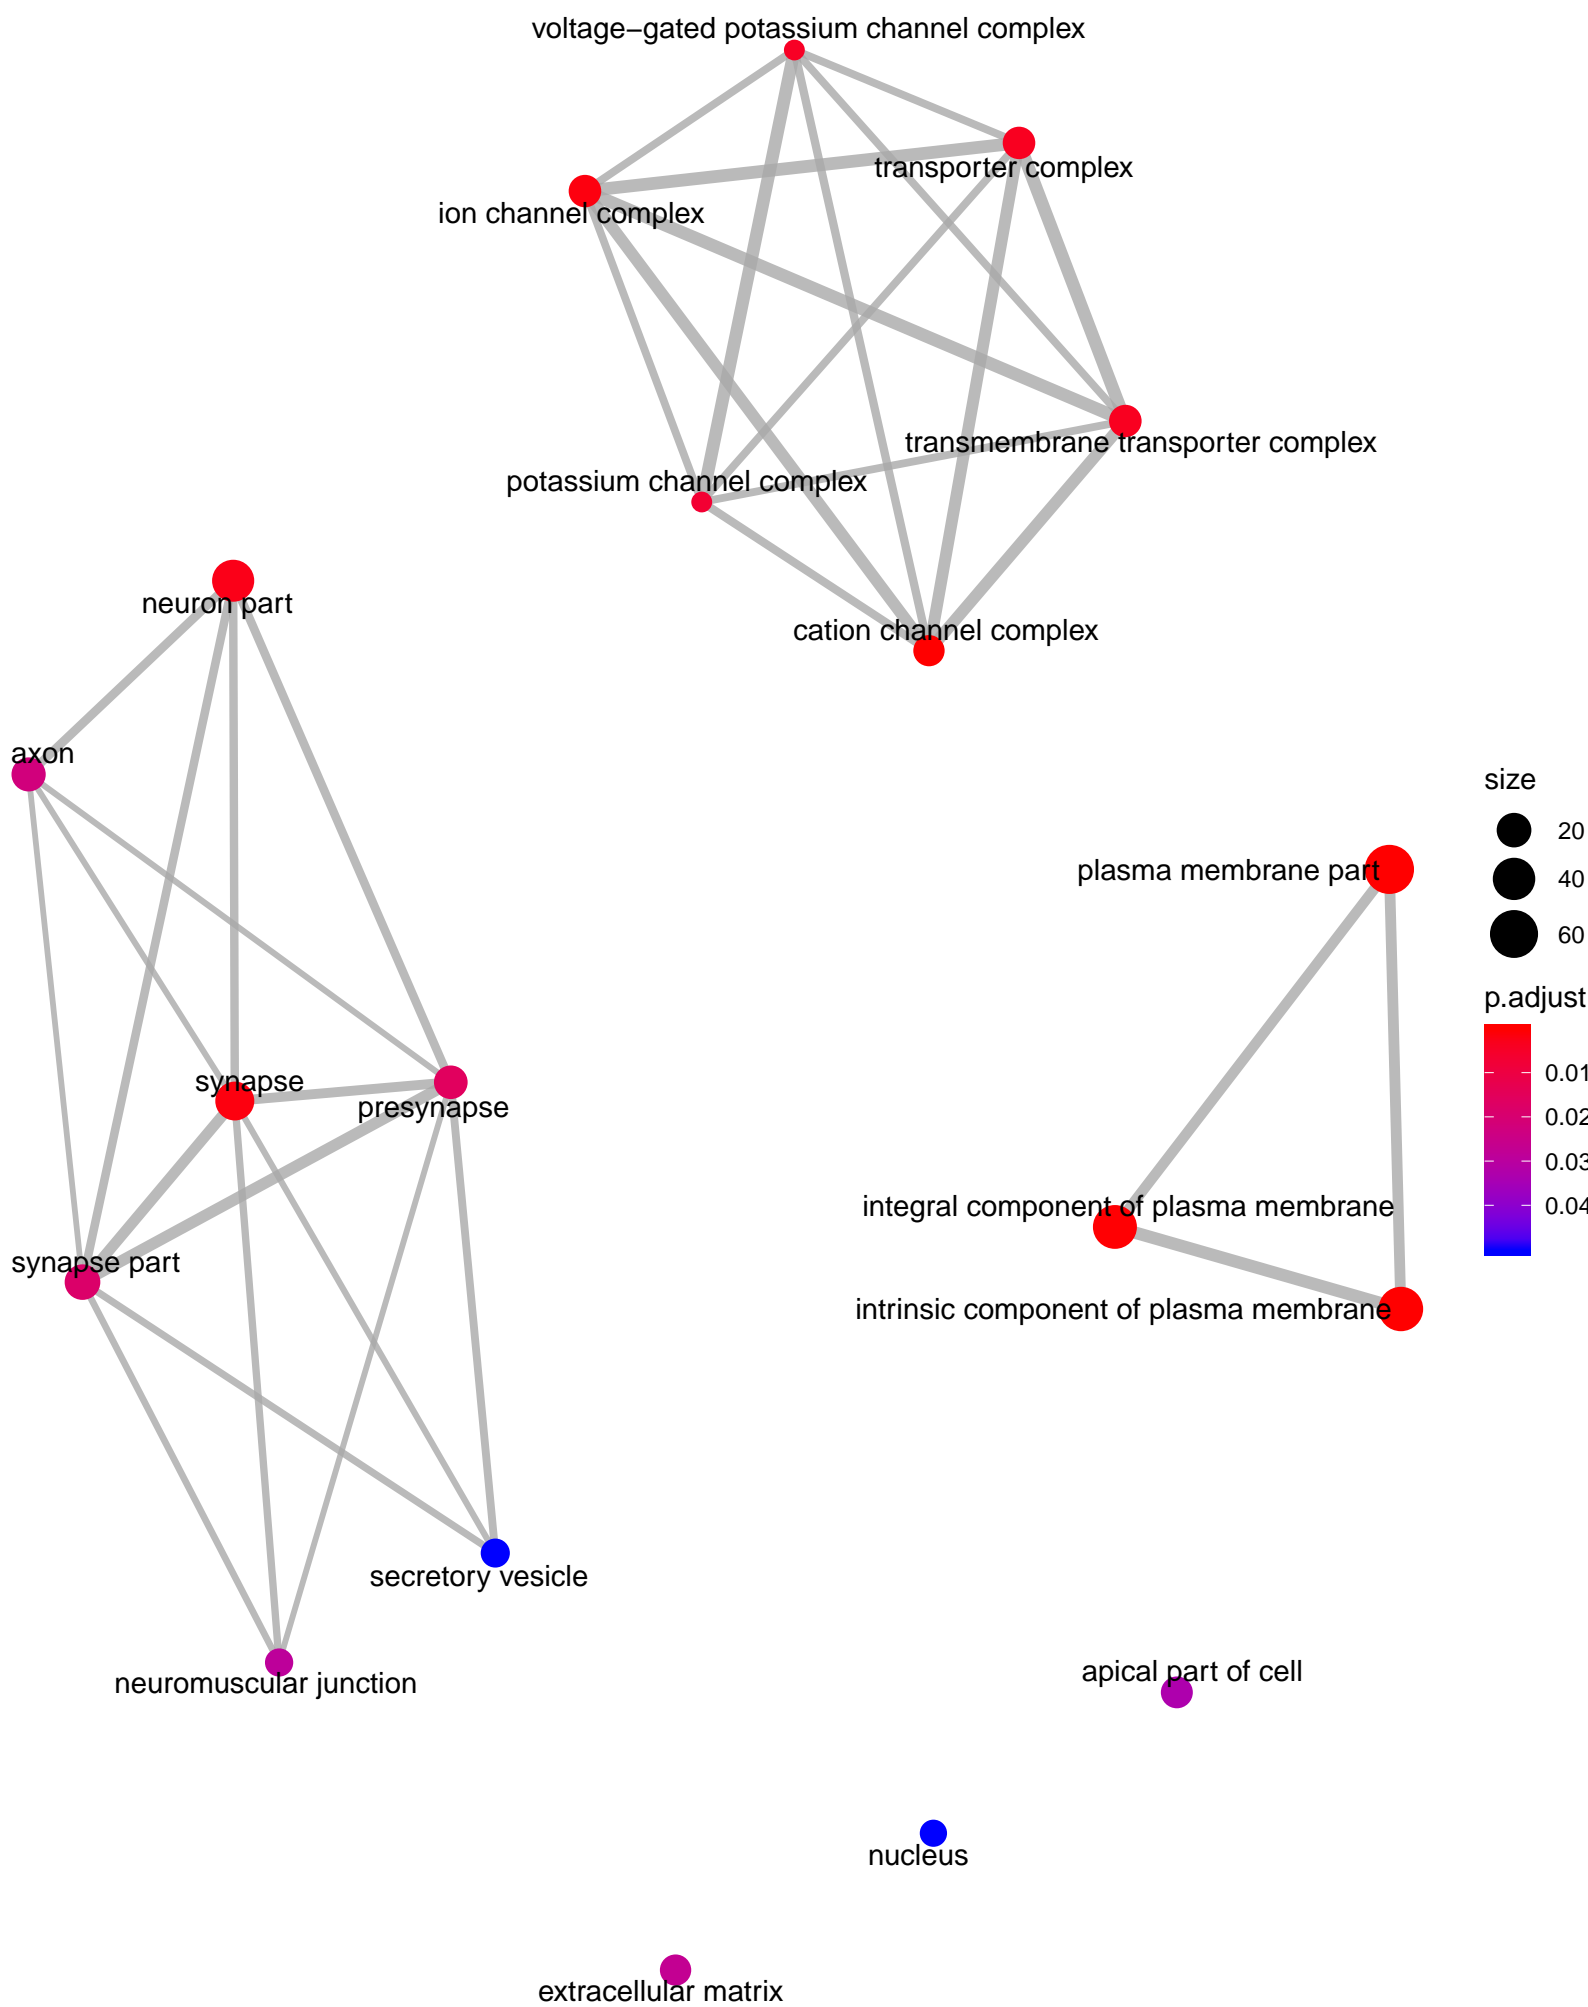 voltage−gated potassium channel complex
transporter complex
ion channel complex
transmembrane transporter complex
potassium channel complex
neuron part
cation channel complex
axon
size
20
40
60
plasma membrane part
p.adjust
0.01
0.02
0.03
0.04
synapse
presynapse
integral component of plasma membrane
synapse part
intrinsic component of plasma membrane
secretory vesicle
neuromuscular junction
apical part of cell
nucleus
extracellular matrix